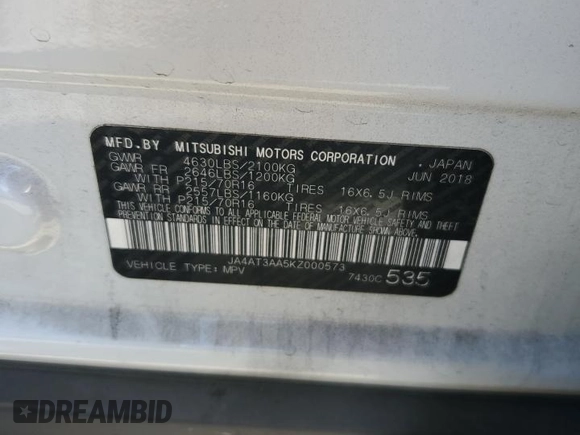 MFD.BY MITSUBISHI MOTORS CORPORATION
GVWR 4630LBS/2100KG . JAPAN
GAWR FR 2646LBS/1200KG JUN 2018
WITH P215/70R16 TIRES 16X6.5J RIMS
GAWR RR 2557LBS/1160KG
WITH P215/70R16 TIRES 16X6.5J RIMS
THIS VEHICLE CONFORMS TO ALL APPLICABLE FEDERAL MOTOR VEHICLE SAFETY
AND THEFT PREVENTION STANDARDS IN EFFECT ON THE DATE OF MANUFACTURE SHOWN ABOVE.
JA4AT3AA5KZ000573
VEHICLE TYPE: MPV 7430C 535
DREAMBID